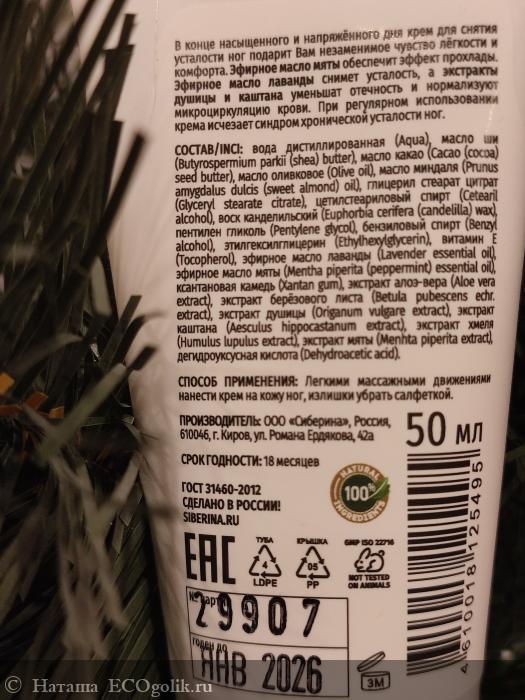 В конце насыщенного и напряжённого дня крем для снятия
усталости ног подарит Вам незаменимое чувство лёгкости и
комфорта. Эфирное масло мяты обеспечит эффект прохлады.
Эфирное масло лаванды снимет усталость, а экстракты
душицы и каштана уменьшат отечность и нормализуют
микроциркуляцию крови. При регулярном использовании
крема исчезает синдром хронической усталости ног.
СОСТАВ/INCI: вода дистиллированная (Aqua), масло ши
(Butyrospermium parkii (shea) butter), масло какао (Cacao (cocoa)
seed butter), масло оливковое (Olive oil), масло миндаля (Prunus
amygdalus dulcis (sweet almond) oil), глицерил стеарат цитрат
(Glyceryl stearate citrate), цетилстеариловый спирт (Cetearil
alcohol), воск канделильский (Euphorbia cerifera (candelilla) wax),
пентилен гликоль (Pentylene glycol), бензиловый спирт (Benzyl
alcohol), этилгексилглицерин (Ethylhexylglycerin), витамин Е
(Tocopherol), эфирное масло лаванды (Lavender essential oil),
эфирное масло мяты (Mentha piperita (peppermint) essential oil),
ксантановая камедь (Xantan gum), экстракт алоэ-вера (Aloe vera
extract), экстракт берёзового листа (Betula pubescens echr.
extract), экстракт душицы (Origanum vulgare extract), экстракт
каштана (Aesculus hippocastanum extract), экстракт хмеля
(Humulus lupulus extract), экстракт мяты (Menhta piperita extract),
дегидроуксусная кислота (Dehydroacetic acid).
СПОСОБ ПРИМЕНЕНИЯ: Легкими массажными движениями
нанести крем на кожу ног, излишки убрать салфеткой.
ПРОИЗВОДИТЕЛЬ: ООО «Сиберина», Россия,
610046, г. Киров, ул. Романа Ердякова, 42а
50 мл
СРОК ГОДНОСТИ: 18 месяцев
ГОСТ 31460-2012
СДЕЛАНО В РОССИИ!
SIBERINA.RU
NATURAL
100%
INGREDIENTS
EAC
ТУБА
4
LDPE
КРЫШКА
05
PP
GMP ISO 22716
NOT TESTED
ON ANIMALS
4610018125495
№ партии
29907
годен до
ЯНВ 2026
3M
© Наташа ECOgolik.ru